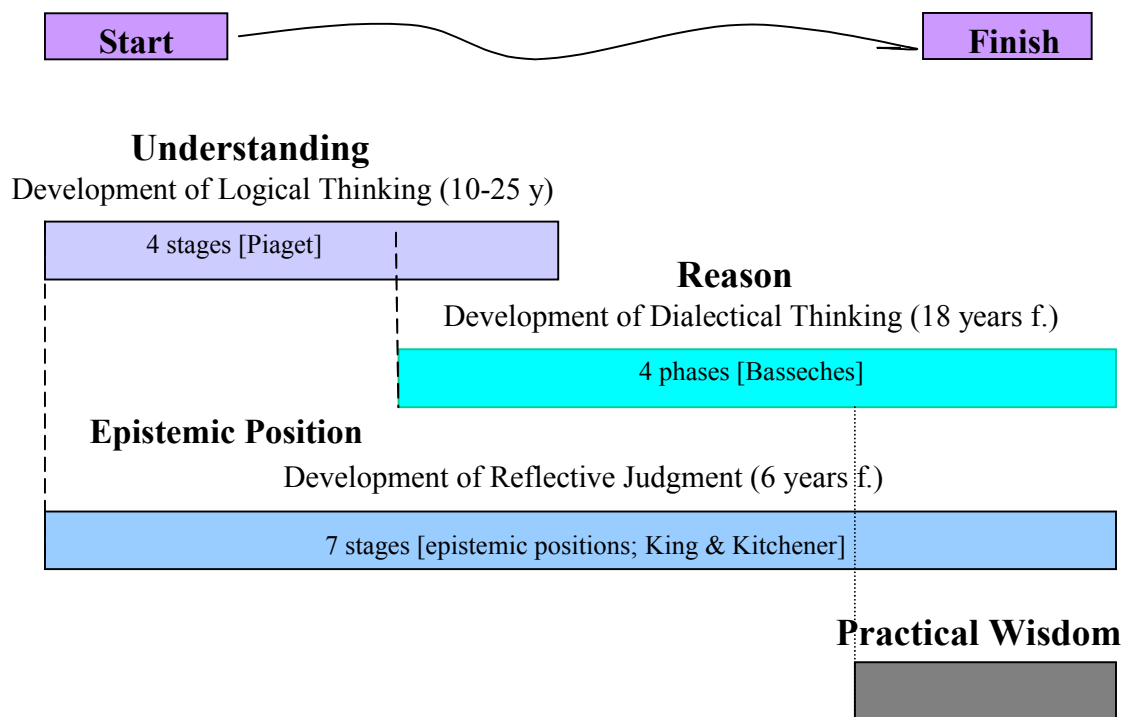 Start
Finish
Understanding
Development of Logical Thinking (10-25 y)
4 stages [Piaget]
Reason
Development of Dialectical Thinking (18 years f.)
4 phases [Basseches]
Epistemic Position
Development of Reflective Judgment (6 years f.)
7 stages [epistemic positions; King & Kitchener]
Practical Wisdom